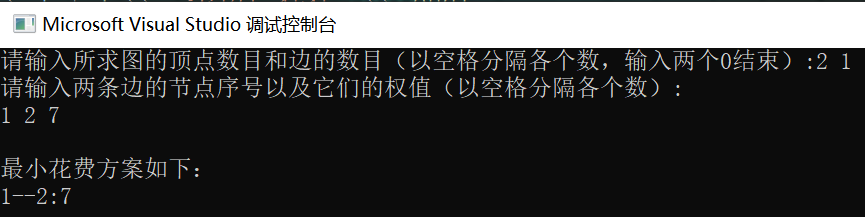 Microsoft Visual Studio 调试控制台
请输入所求图的顶点数目和边的数目（以空格分隔各个数，输入两个0结束）:2 1
请输入两条边的节点序号以及它们的权值（以空格分隔各个数）:
1 2 7
最小花费方案如下：
1--2:7